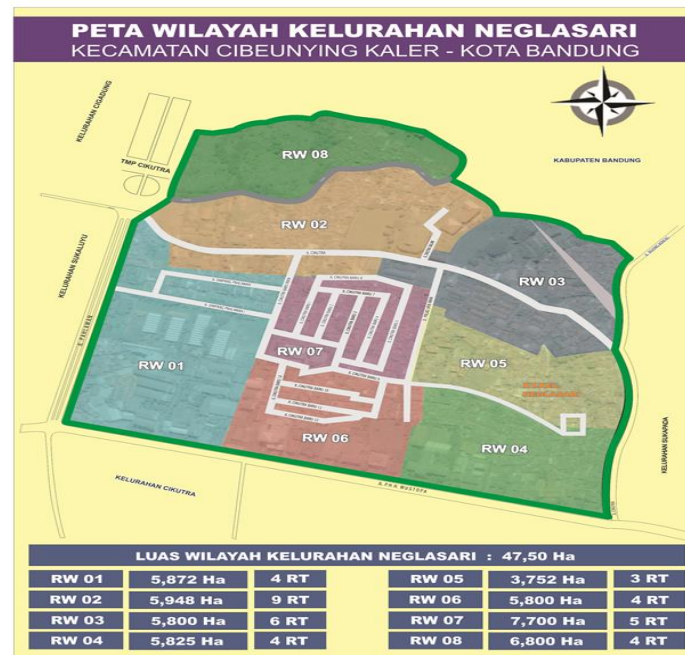 PETA WILAYAH KELURAHAN NEGLASARI
KECAMATAN CIBEUNYING KALER - KOTA BANDUNG
KELURAHAN CIGADUNG
TMP CIKUTRA
KABUPATEN BANDUNG
RW 08
RW 02
KELURAHAN SUKALUYU
JL. CIKUTRA
RW 03
RW 01
RW 07
RW 05
NEGLASARI
RW 06
RW 04
KELURAHAN SUKAPADA
KELURAHAN CIKUTRA
JL. P.H.H. MUSTOPA
LUAS WILAYAH KELURAHAN NEGLASARI : 47,50 Ha
RW 01 5,872 Ha 4 RT
RW 02 5,948 Ha 9 RT
RW 03 5,800 Ha 6 RT
RW 04 5,825 Ha 4 RT
RW 05 3,752 Ha 3 RT
RW 06 5,800 Ha 4 RT
RW 07 7,700 Ha 5 RT
RW 08 6,800 Ha 4 RT